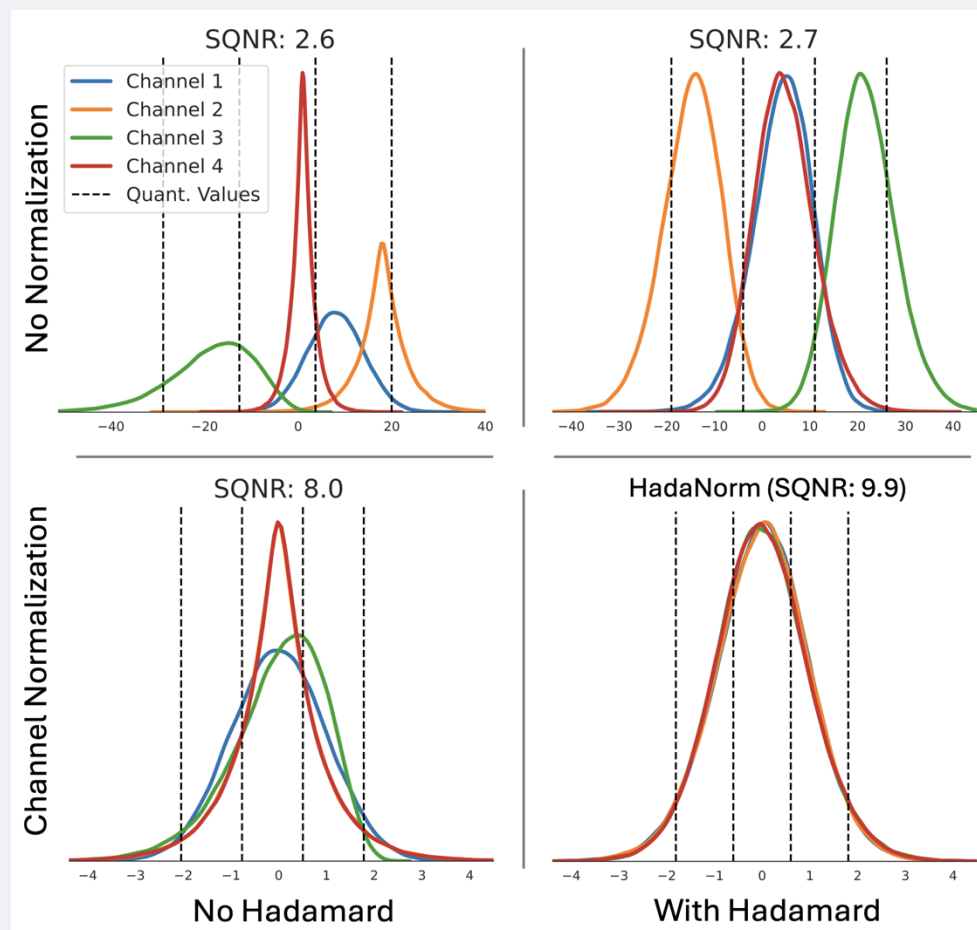 SQNR: 2.6
SQNR: 2.7
No Normalization
Channel 1
Channel 2
Channel 3
Channel 4
Quant. Values
−40 −20 0 20 40
−40 −30 −20 −10 0 10 20 30 40
SQNR: 8.0
HadaNorm (SQNR: 9.9)
Channel Normalization
−4 −3 −2 −1 0 1 2 3 4
−4 −3 −2 −1 0 1 2 3 4
No Hadamard
With Hadamard